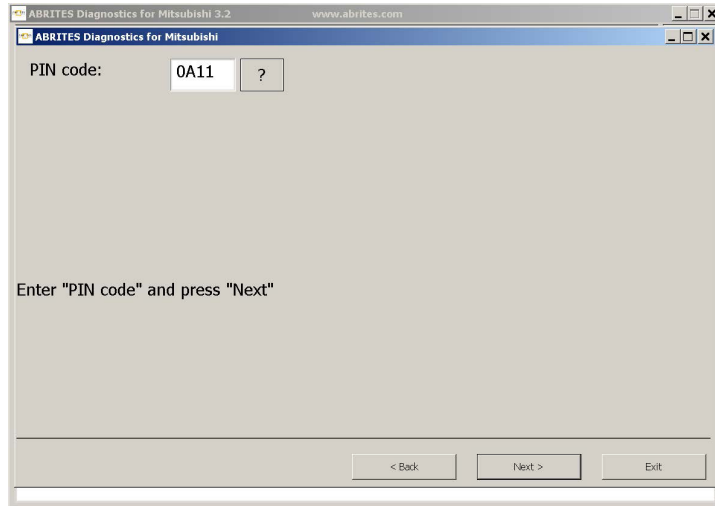 ABRITES Diagnostics for Mitsubishi 3.2 www.abrites.com
ABRITES Diagnostics for Mitsubishi
PIN code: 0A11 ?
Enter "PIN code" and press "Next"
< Back Next > Exit